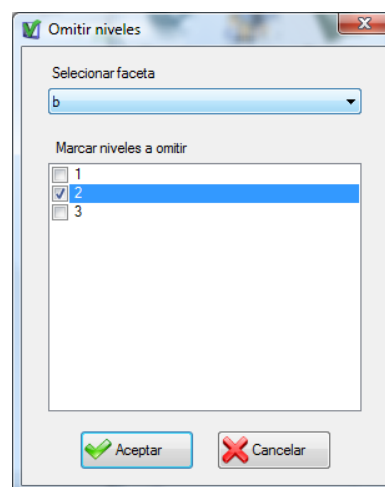 Omitir niveles
Selecionar faceta
b
Marcar niveles a omitir
1
2
3
Aceptar
Cancelar